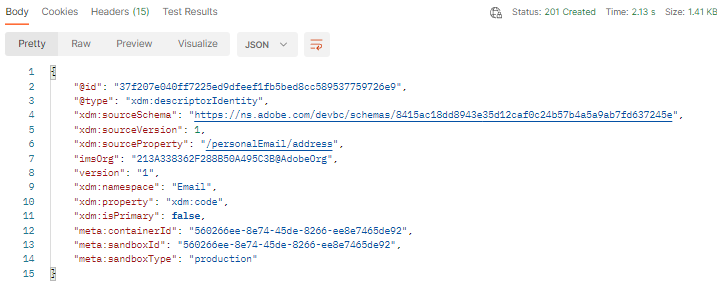 Body Cookies Headers (15) Test Results Status: 201 Created Time: 2.13 s Size: 1.41 KB
Pretty Raw Preview Visualize JSON
1 {
2 "@id": "37f207e040ff7225ed9dfeef1fb5bed8cc589537759726e9",
3 "@type": "xdm:descriptorIdentity",
4 "xdm:sourceSchema": "https://ns.adobe.com/devbc/schemas/8415ac18dd8943e35d12caf0c24b57b4a5a9ab7fd637245e",
5 "xdm:sourceVersion": 1,
6 "xdm:sourceProperty": "/personalEmail/address",
7 "imsOrg": "213A338362F288B50A495C3B@AdobeOrg",
8 "version": "1",
9 "xdm:namespace": "Email",
10 "xdm:property": "xdm:code",
11 "xdm:isPrimary": false,
12 "meta:containerId": "560266ee-8e74-45de-8266-ee8e7465de92",
13 "meta:sandboxId": "560266ee-8e74-45de-8266-ee8e7465de92",
14 "meta:sandboxType": "production"
15 }